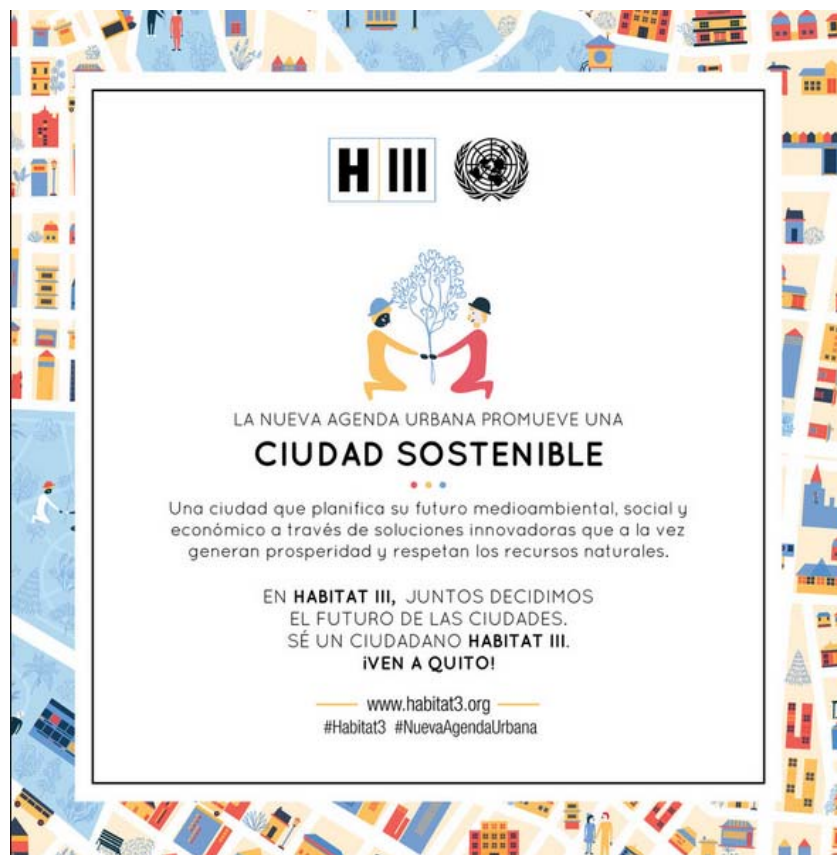 H III
LA NUEVA AGENDA URBANA PROMUEVE UNA
CIUDAD SOSTENIBLE
Una ciudad que planifica su futuro medioambiental, social y
económico a través de soluciones innovadoras que a la vez
generan prosperidad y respetan los recursos naturales.
EN HABITAT III, JUNTOS DECIDIMOS
EL FUTURO DE LAS CIUDADES.
SÉ UN CIUDADANO HABITAT III.
¡VEN A QUITO!
www.habitat3.org
#Habitat3 #NuevaAgendaUrbana